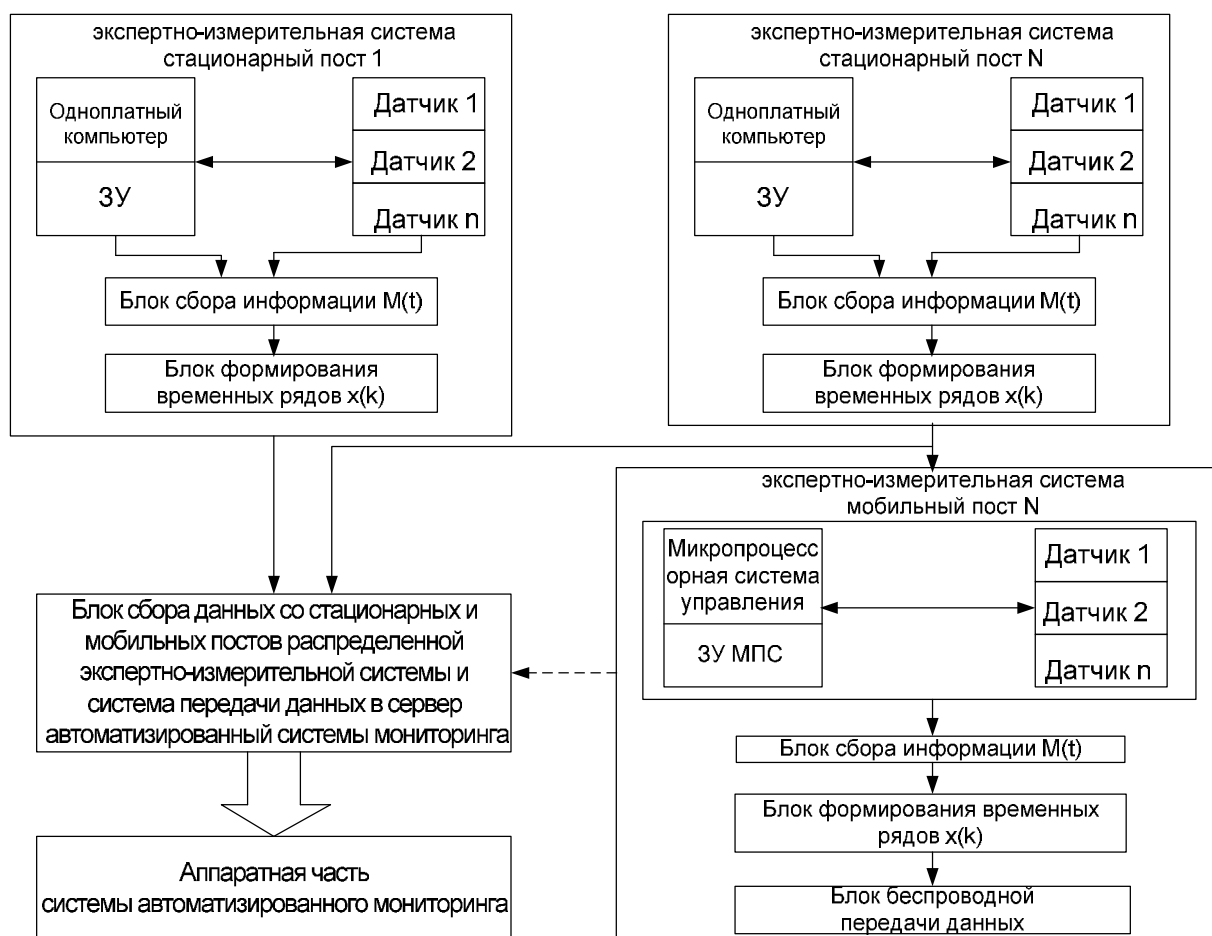 экспертно-измерительная система
стационарный пост 1
Одноплатный
компьютер
ЗУ
Датчик 1
Датчик 2
Датчик n
Блок сбора информации M(t)
Блок формирования
временных рядов x(k)
экспертно-измерительная система
стационарный пост N
Одноплатный
компьютер
ЗУ
Датчик 1
Датчик 2
Датчик n
Блок сбора информации M(t)
Блок формирования
временных рядов x(k)
экспертно-измерительная система
мобильный пост N
Микропроцесс
орная система
управления
ЗУ МПС
Датчик 1
Датчик 2
Датчик n
Блок сбора информации M(t)
Блок формирования временных
рядов x(k)
Блок беспроводной
передачи данных
Блок сбора данных со стационарных и
мобильных постов распределенной
экспертно-измерительной системы и
система передачи данных в сервер
автоматизированный системы мониторинга
Аппаратная часть
системы автоматизированного мониторинга